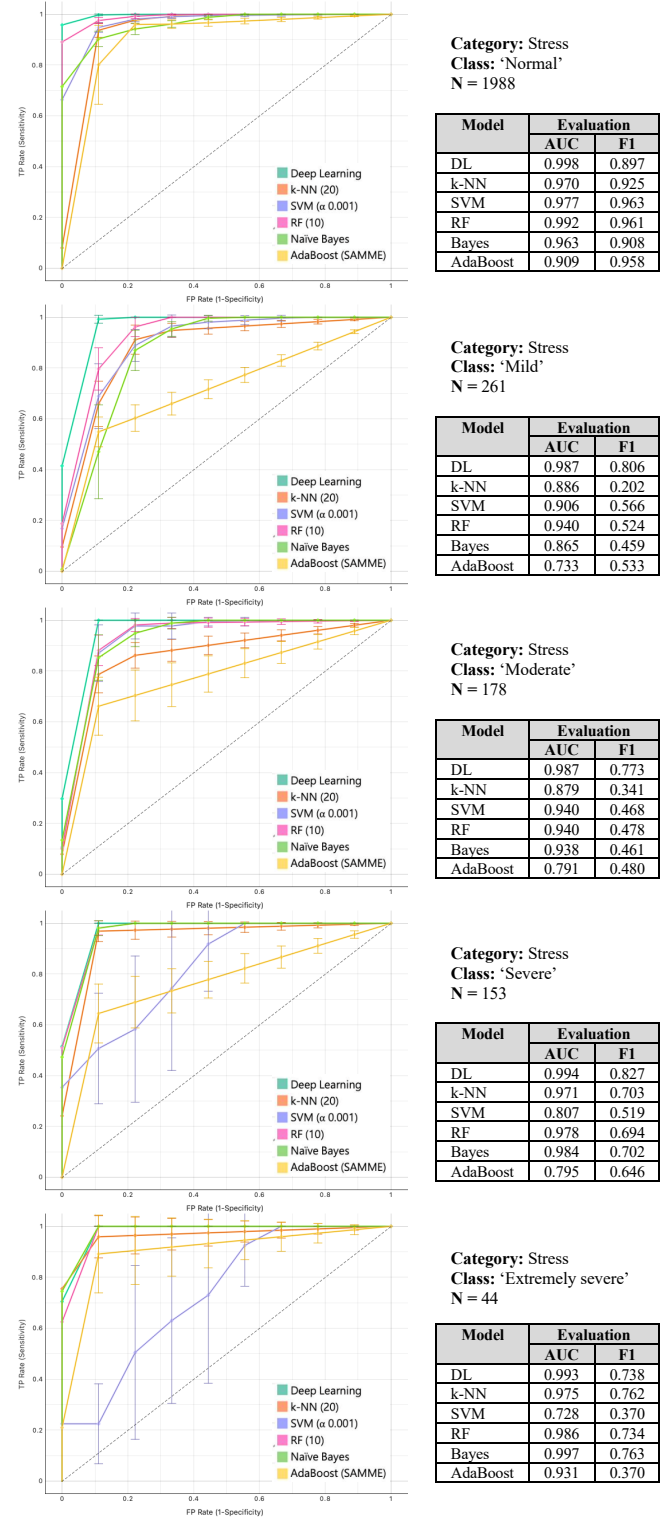 1
0.8
0.6
0.4
0.2
0
TP Rate (Sensitivity)
Deep Learning
k-NN (20)
SVM (α 0.001)
RF (10)
Naïve Bayes
AdaBoost (SAMME)
0 0.2 0.4 0.6 0.8 1
FP Rate (1-Specificity)
Category: Stress
Class: ‘Normal’
N = 1988
Model Evaluation
AUC F1
DL 0.998 0.897
k-NN 0.970 0.925
SVM 0.977 0.963
RF 0.992 0.961
Bayes 0.963 0.908
AdaBoost 0.909 0.958
1
0.8
0.6
0.4
0.2
0
TP Rate (Sensitivity)
Deep Learning
k-NN (20)
SVM (α 0.001)
RF (10)
Naïve Bayes
AdaBoost (SAMME)
0 0.2 0.4 0.6 0.8 1
FP Rate (1-Specificity)
Category: Stress
Class: ‘Mild’
N = 261
Model Evaluation
AUC F1
DL 0.987 0.806
k-NN 0.886 0.202
SVM 0.906 0.566
RF 0.940 0.524
Bayes 0.865 0.459
AdaBoost 0.733 0.533
1
0.8
0.6
0.4
0.2
0
TP Rate (Sensitivity)
Deep Learning
k-NN (20)
SVM (α 0.001)
RF (10)
Naïve Bayes
AdaBoost (SAMME)
0 0.2 0.4 0.6 0.8 1
FP Rate (1-Specificity)
Category: Stress
Class: ‘Moderate’
N = 178
Model Evaluation
AUC F1
DL 0.987 0.773
k-NN 0.879 0.341
SVM 0.940 0.468
RF 0.940 0.478
Bayes 0.938 0.461
AdaBoost 0.791 0.480
1
0.8
0.6
0.4
0.2
0
TP Rate (Sensitivity)
Deep Learning
k-NN (20)
SVM (α 0.001)
RF (10)
Naïve Bayes
AdaBoost (SAMME)
0 0.2 0.4 0.6 0.8 1
FP Rate (1-Specificity)
Category: Stress
Class: ‘Severe’
N = 153
Model Evaluation
AUC F1
DL 0.994 0.827
k-NN 0.971 0.703
SVM 0.807 0.519
RF 0.978 0.694
Bayes 0.984 0.702
AdaBoost 0.795 0.646
1
0.8
0.6
0.4
0.2
0
TP Rate (Sensitivity)
Deep Learning
k-NN (20)
SVM (α 0.001)
RF (10)
Naïve Bayes
AdaBoost (SAMME)
0 0.2 0.4 0.6 0.8 1
FP Rate (1-Specificity)
Category: Stress
Class: ‘Extremely severe’
N = 44
Model Evaluation
AUC F1
DL 0.993 0.738
k-NN 0.975 0.762
SVM 0.728 0.370
RF 0.986 0.734
Bayes 0.997 0.763
AdaBoost 0.931 0.370